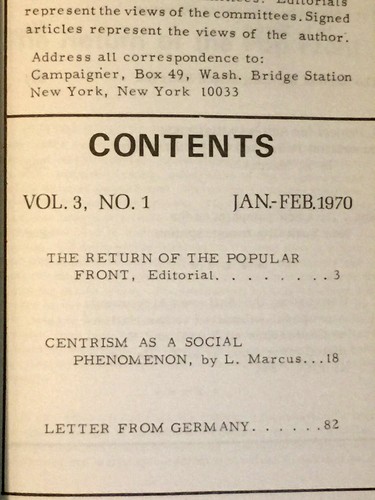 Editorials
represent the views of the committees. Signed
articles represent the views of the author.
Address all correspondence to:
Campaigner, Box 49, Wash. Bridge Station
New York, New York 10033
CONTENTS
VOL. 3, NO. 1 JAN.-FEB. 1970
THE RETURN OF THE POPULAR
FRONT, Editorial. . . . . . . . 3
CENTRISM AS A SOCIAL
PHENOMENON, by L. Marcus...18
LETTER FROM GERMANY. . . . . .82